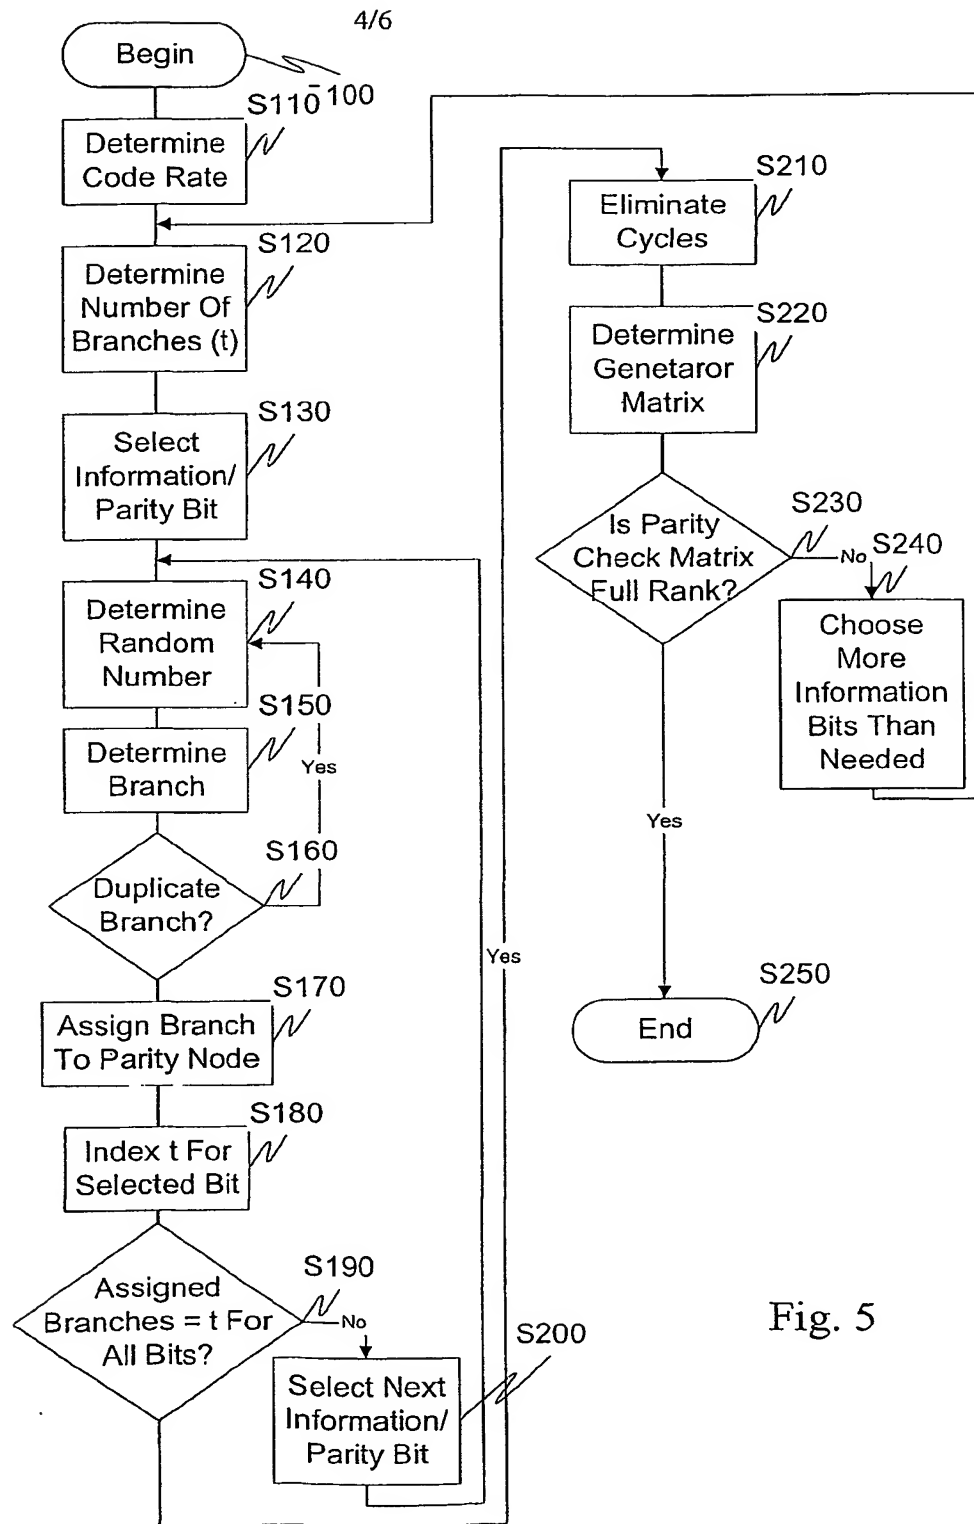 4/6
Begin
100
S110
Determine
Code Rate
S120
Determine
Number Of
Branches (t)
S130
Select
Information/
Parity Bit
S140
Determine
Random
Number
S150
Determine
Branch
Yes
S160
Duplicate
Branch?
S170
Assign Branch
To Parity Node
S180
Index t For
Selected Bit
S190
Assigned
Branches = t For
All Bits?
No
S200
Select Next
Information/
Parity Bit
Yes
S210
Eliminate
Cycles
S220
Determine
Genetaror
Matrix
S230
Is Parity
Check Matrix
Full Rank?
No
S240
Choose
More
Information
Bits Than
Needed
Yes
S250
End
Fig. 5